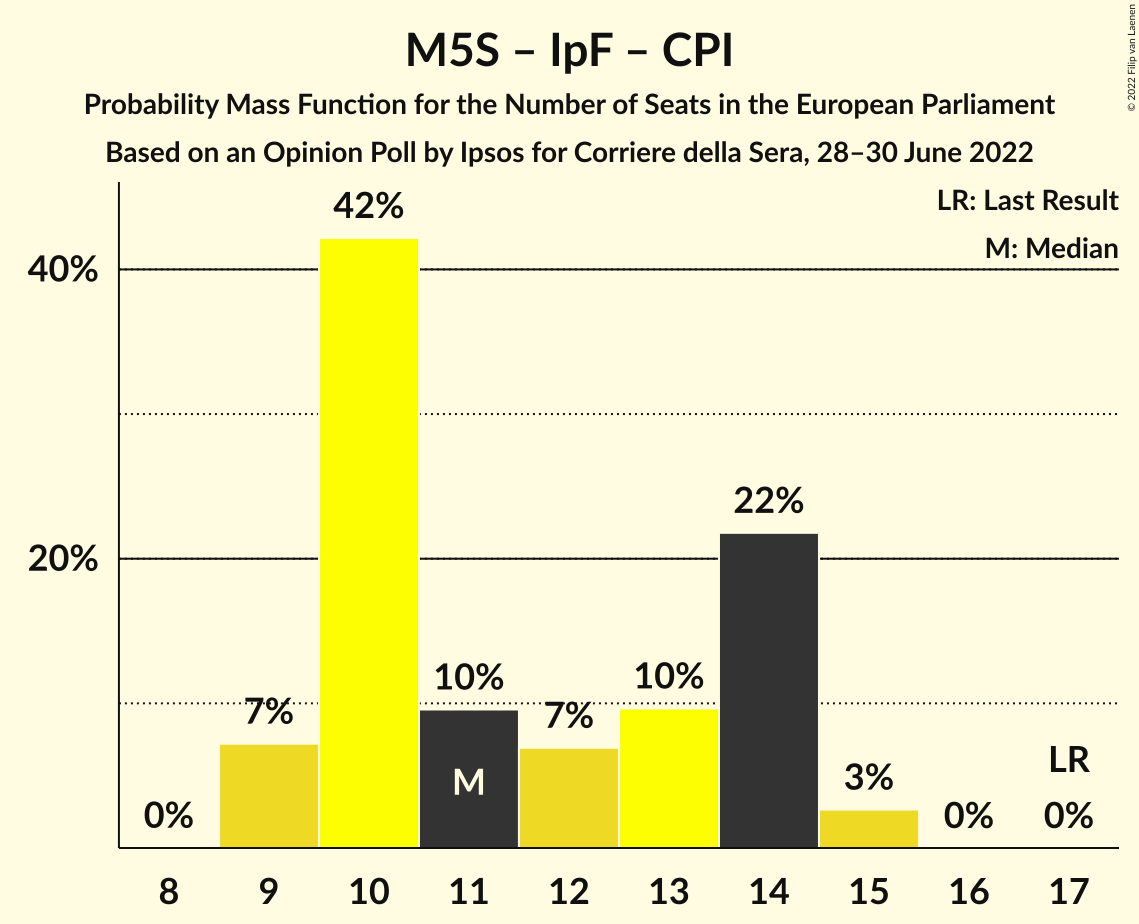 M5S – IpF – CPI
Probability Mass Function for the Number of Seats in the European Parliament
Based on an Opinion Poll by Ipsos for Corriere della Sera, 28–30 June 2022
© 2022 Filip van Laenen
LR: Last Result
M: Median
42%
40%
22%
20%
10%
10%
7%
7%
M
LR
3%
0%
0%
0%
8 9 10 11 12 13 14 15 16 17